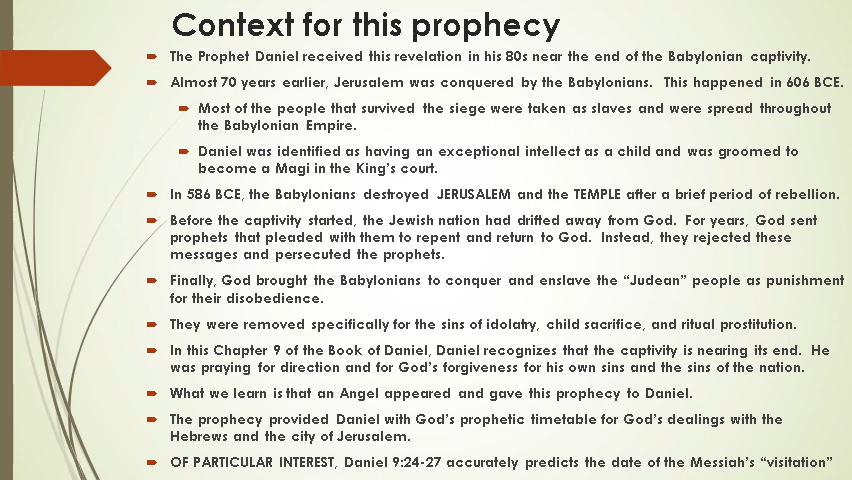 Context for this prophecy
The Prophet Daniel received this revelation in his 80s near the end of the Babylonian captivity.
Almost 70 years earlier, Jerusalem was conquered by the Babylonians. This happened in 606 BCE.
Most of the people that survived the siege were taken as slaves and were spread throughout
the Babylonian Empire.
Daniel was identified as having an exceptional intellect as a child and was groomed to
become a Magi in the King's court.
In 586 BCE, the Babylonians destroyed JERUSALEM and the TEMPLE after a brief period of rebellion.
Before the captivity started, the Jewish nation had drifted away from God. For years, God sent
prophets that pleaded with them to repent and return to God. Instead, they rejected these
messages and persecuted the prophets.
Finally, God brought the Babylonians to conquer and enslave the “Judean” people as punishment
for their disobedience.
They were removed specifically for the sins of idolatry, child sacrifice, and ritual prostitution.
In this Chapter 9 of the Book of Daniel, Daniel recognizes that the captivity is nearing its end. He
was praying for direction and for God's forgiveness for his own sins and the sins of the nation.
What we learn is that an Angel appeared and gave this prophecy to Daniel.
The prophecy provided Daniel with God's prophetic timetable for God's dealings with the
Hebrews and the city of Jerusalem.
OF PARTICULAR INTEREST, Daniel 9:24-27 accurately predicts the date of the Messiah's “visitation”